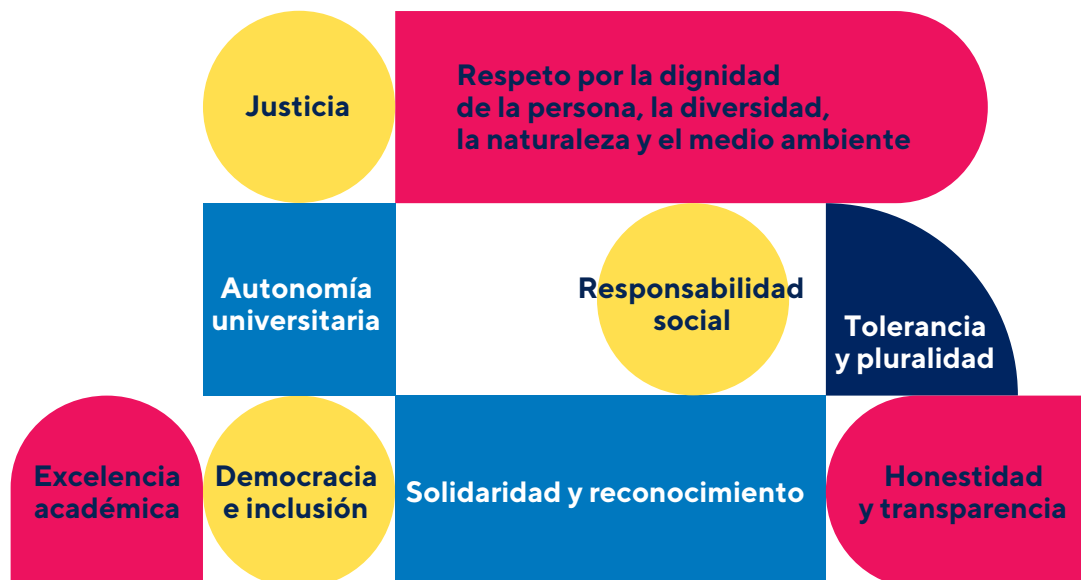 Justicia
Respeto por la dignidad
de la persona, la diversidad,
la naturaleza y el medio ambiente
Autonomía
universitaria
Responsabilidad
social
Tolerancia
y pluralidad
Excelencia
académica
Democracia
e inclusión
Solidaridad y reconocimiento
Honestidad
y transparencia